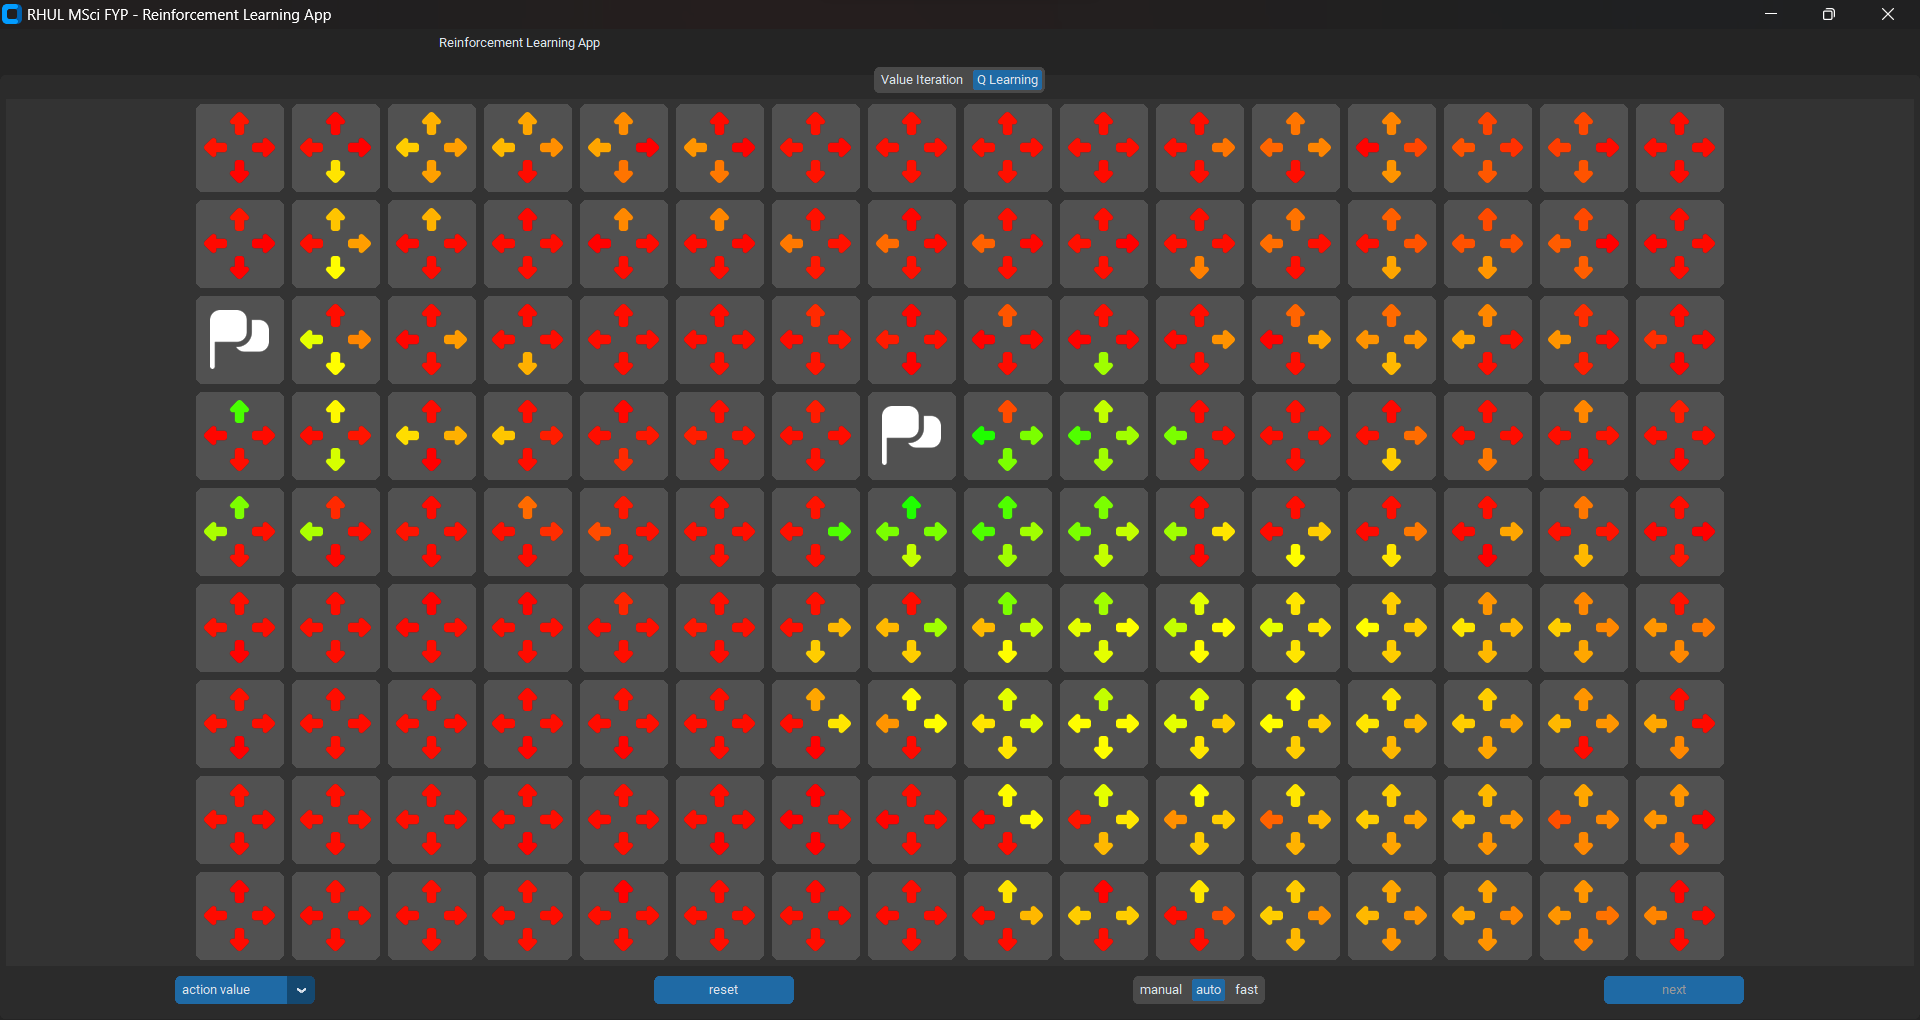 RHUL MSci FYP - Reinforcement Learning App
Reinforcement Learning App
Value Iteration Q Learning
action value reset manual auto fast next